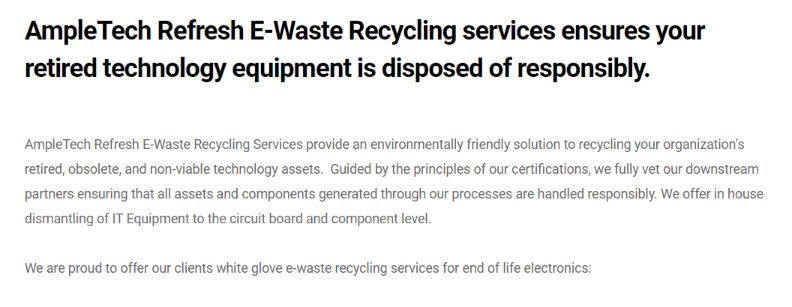 AmpleTech Refresh E-Waste Recycling services ensures your
retired technology equipment is disposed of responsibly.
AmpleTech Refresh E-Waste Recycling Services provide an environmentally friendly solution to recycling your organization's
retired, obsolete, and non-viable technology assets.  Guided by the principles of our certifications, we fully vet our downstream
partners ensuring that all assets and components generated through our processes are handled responsibly. We offer in house
dismantling of IT Equipment to the circuit board and component level.
We are proud to offer our clients white glove e-waste recycling services for end of life electronics: